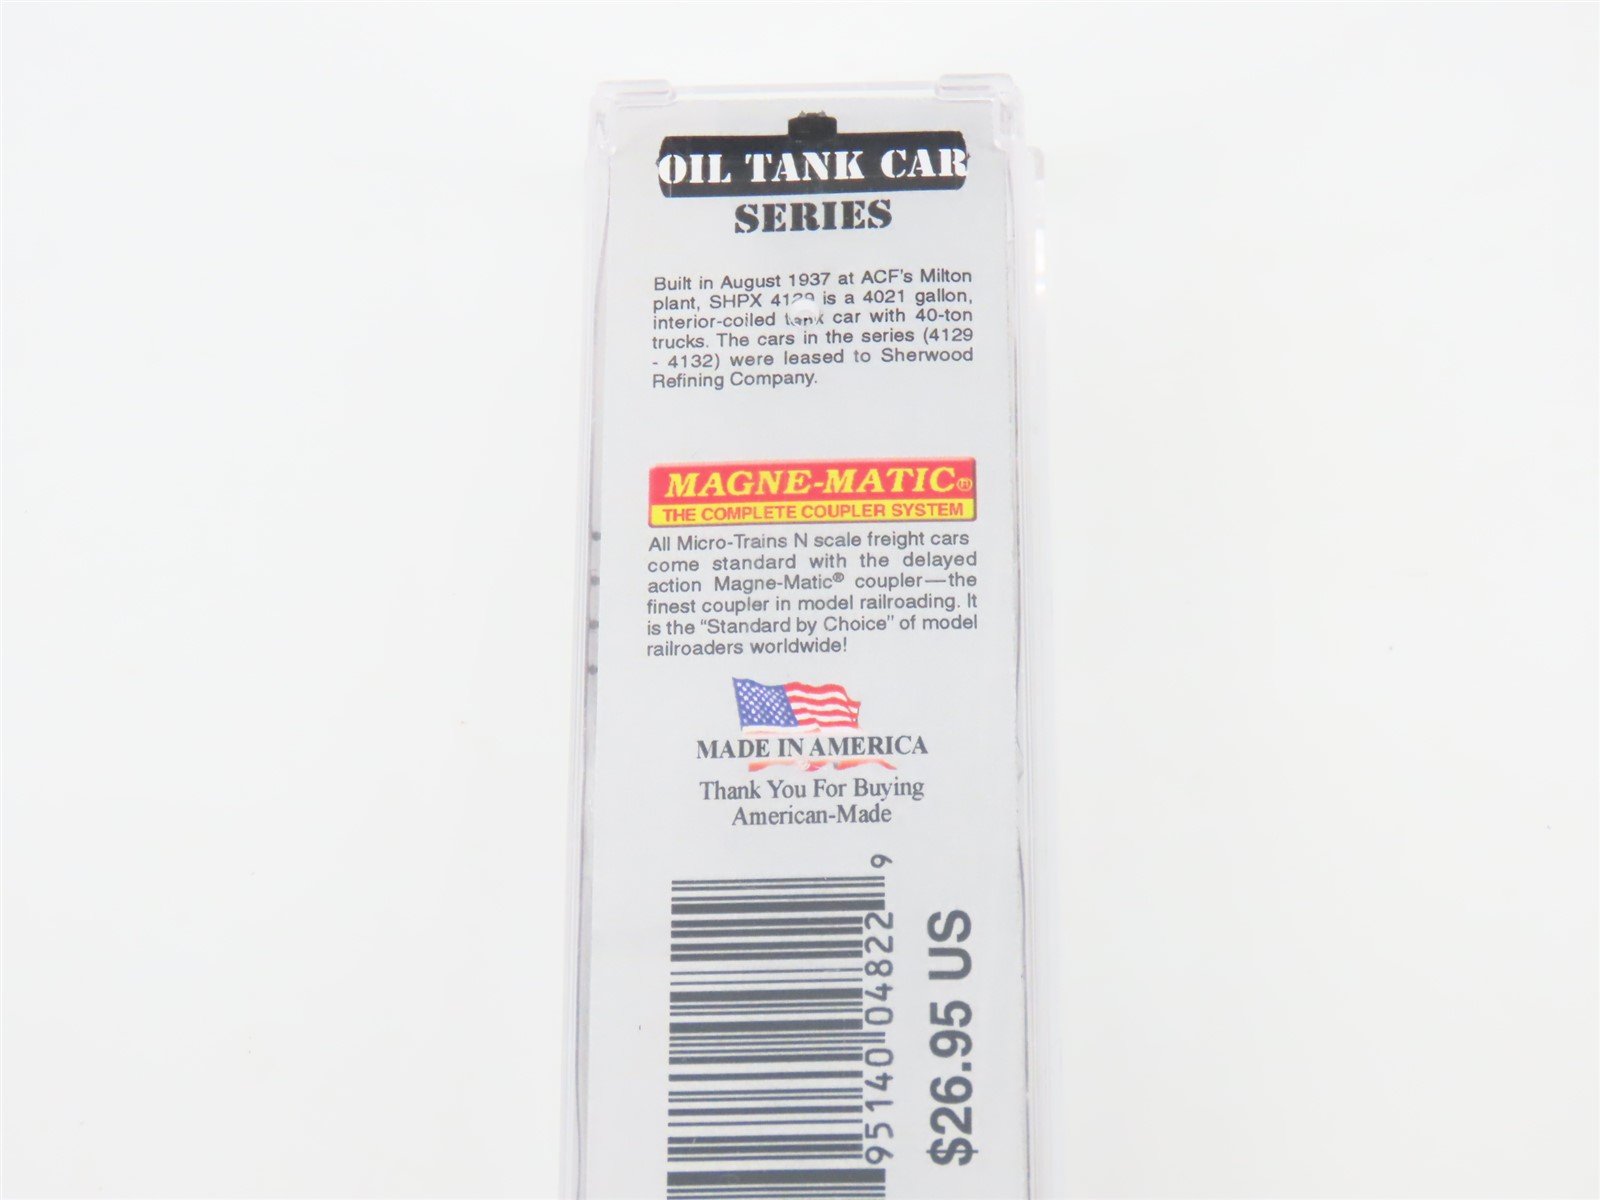 OIL TANK CAR
SERIES
Built in August 1937 at ACF's Milton
plant, SHPX 4129 is a 4021 gallon,
interior-coiled tank car with 40-ton
trucks. The cars in the series (4129
- 4132) were leased to Sherwood
Refining Company.
MAGNE-MATIC®
THE COMPLETE COUPLER SYSTEM
All Micro-Trains N scale freight cars
come standard with the delayed
action Magne-Matic® coupler—the
finest coupler in model railroading. It
is the “Standard by Choice” of model
railroaders worldwide!
MADE IN AMERICA
Thank You For Buying
American-Made
95140 04822 9
$26.95 US